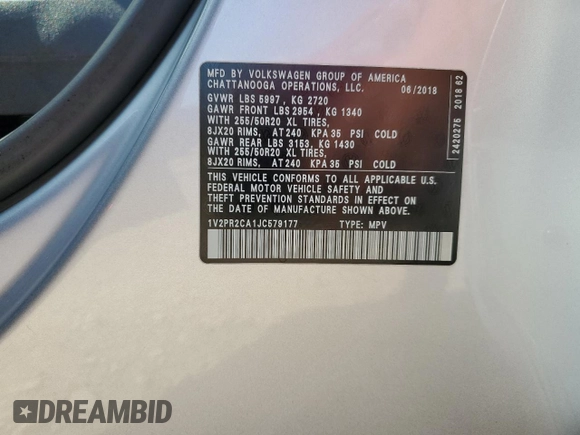 MFD BY VOLKSWAGEN GROUP OF AMERICA
CHATTANOOGA OPERATIONS, LLC. 06/2018
GVWR LBS 5997 , KG 2720
GAWR FRONT LBS 2954 , KG 1340
WITH 255/50R20 XL TIRES,
8JX20 RIMS, AT 240 KPA 35 PSI COLD
GAWR REAR LBS 3153, KG 1430
WITH 255/50R20 XL TIRES,
8JX20 RIMS, AT 240 KPA 35 PSI COLD
THIS VEHICLE CONFORMS TO ALL APPLICABLE U.S.
FEDERAL MOTOR VEHICLE SAFETY AND
THEFT PREVENTION STANDARDS IN EFFECT ON
THE DATE OF MANUFACTURE SHOWN ABOVE.
1V2PR2CA1JC579177 TYPE: MPV
2420275 2018 62
DREAMBID